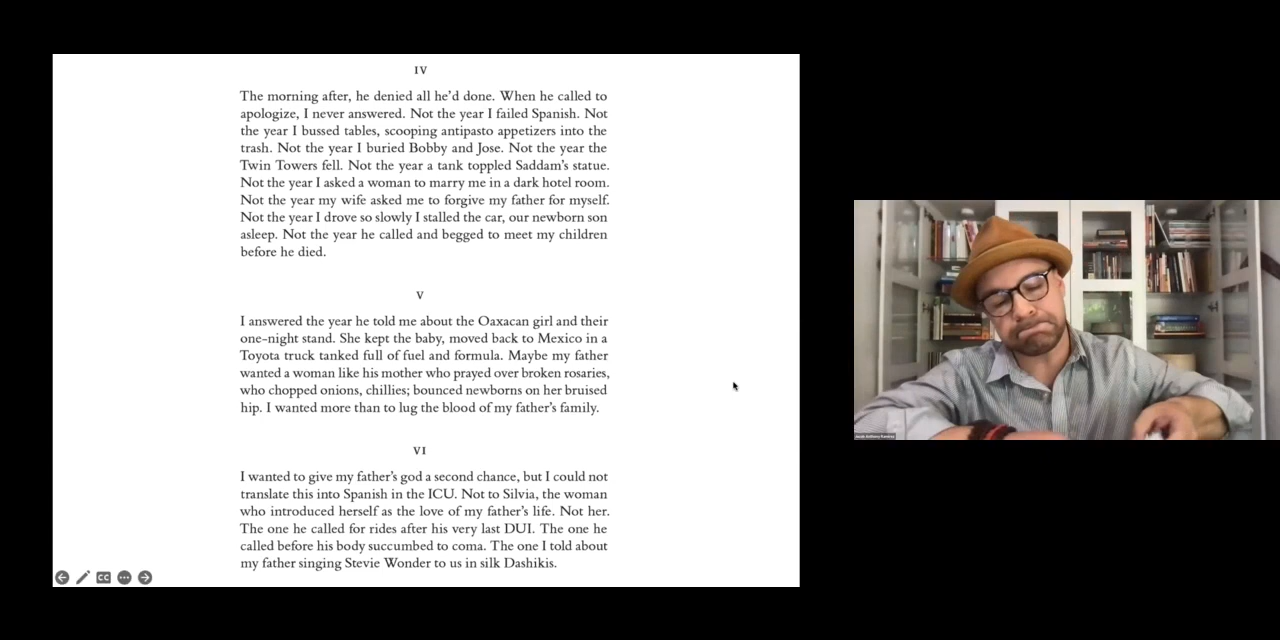 IV
The morning after, he denied all he’d done. When he called to
apologize, I never answered. Not the year I failed Spanish. Not
the year I bussed tables, scooping antipasto appetizers into the
trash. Not the year I buried Bobby and Jose. Not the year the
Twin Towers fell. Not the year a tank toppled Saddam’s statue.
Not the year I asked a woman to marry me in a dark hotel room.
Not the year my wife asked me to forgive my father for myself.
Not the year I drove so slowly I stalled the car, our newborn son
asleep. Not the year he called and begged to meet my children
before he died.
V
I answered the year he told me about the Oaxacan girl and their
one-night stand. She kept the baby, moved back to Mexico in a
Toyota truck tanked full of fuel and formula. Maybe my father
wanted a woman like his mother who prayed over broken rosaries,
who chopped onions, chillies; bounced newborns on her bruised
hip. I wanted more than to lug the blood of my father’s family.
VI
I wanted to give my father’s god a second chance, but I could not
translate this into Spanish in the ICU. Not to Silvia, the woman
who introduced herself as the love of my father’s life. Not her.
The one he called for rides after his very last DUI. The one he
called before his body succumbed to coma. The one I told about
my father singing Stevie Wonder to us in silk Dashikis.
CC